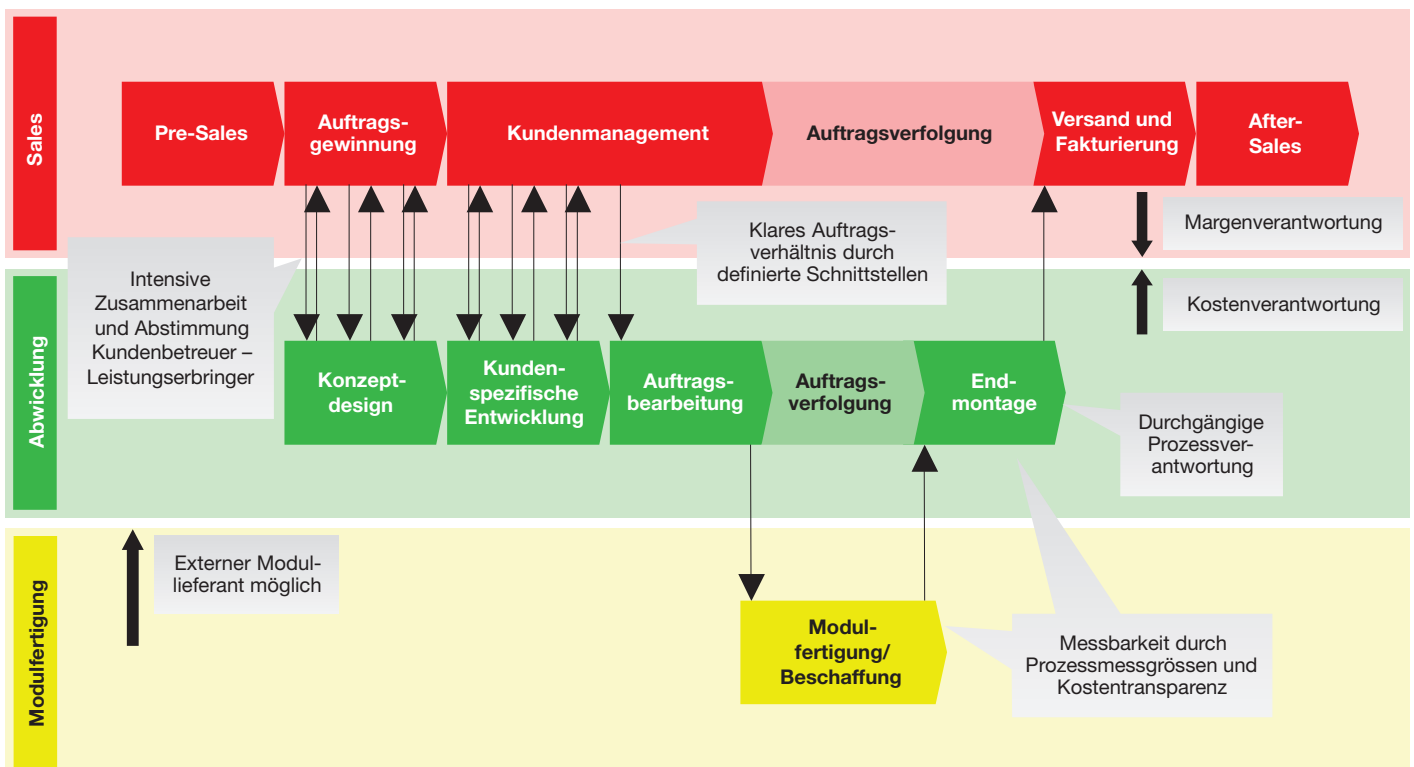 Sales
Pre-Sales
Auftrags-
gewinnung
Kundenmanagement
Auftragsverfolgung
Versand und
Fakturierung
After-
Sales
Klares Auftrags-
verhältnis durch
definierte Schnittstellen
Margenverantwortung
Intensive
Zusammenarbeit
und Abstimmung
Kundenbetreuer –
Leistungserbringer
Kostenverantwortung
Abwicklung
Konzept-
design
Kunden-
spezifische
Entwicklung
Auftrags-
bearbeitung
Auftrags-
verfolgung
End-
montage
Durchgängige
Prozessver-
antwortung
Modulfertigung
Externer Modul-
lieferant möglich
Modul-
fertigung/
Beschaffung
Messbarkeit durch
Prozessmessgrössen und
Kostentransparenz